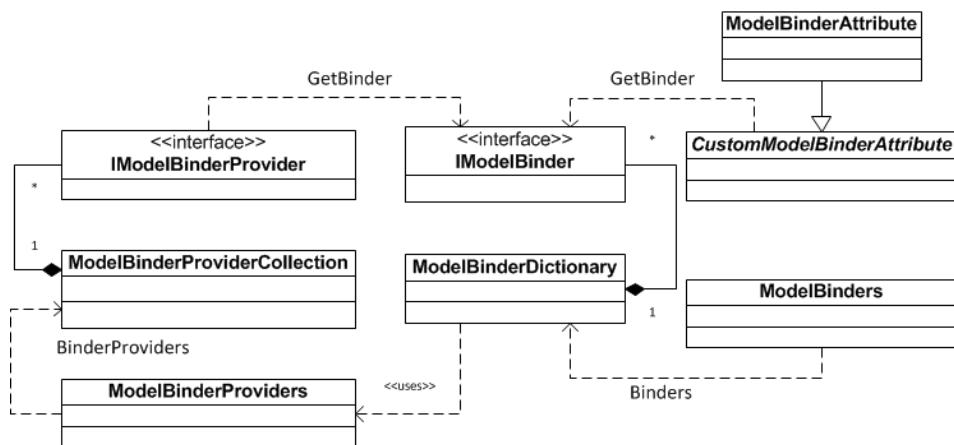 ModelBinderAttribute
GetBinder
GetBinder
<<interface>>
IModelBinderProvider
<<interface>>
IModelBinder
*
CustomModelBinderAttribute
*
1
ModelBinderProviderCollection
ModelBinderDictionary
1
ModelBinders
BinderProviders
ModelBinderProviders
<<uses>>
Binders